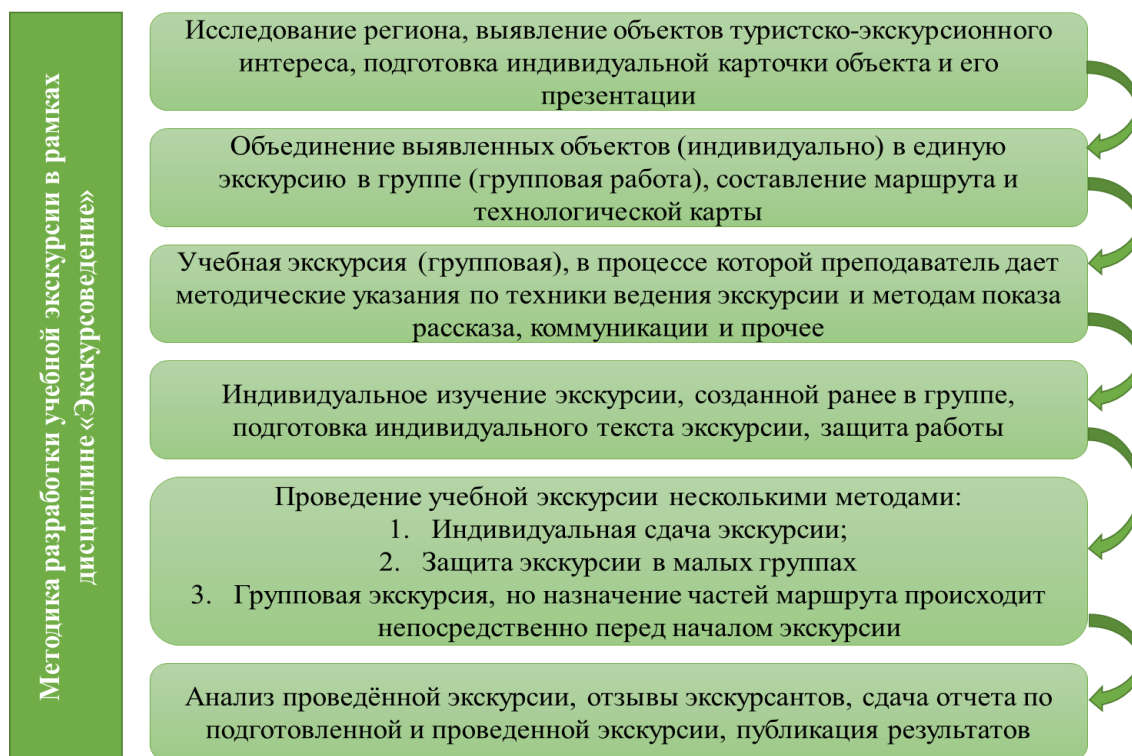 Методика разработки учебной экскурсии в рамках
дисциплине «Экскурсоведение»
Исследование региона, выявление объектов туристско-экскурсионного
интереса, подготовка индивидуальной карточки объекта и его
презентации
Объединение выявленных объектов (индивидуально) в единую
экскурсию в группе (групповая работа), составление маршрута и
технологической карты
Учебная экскурсия (групповая), в процессе которой преподаватель дает
методические указания по техники ведения экскурсии и методам показа
рассказа, коммуникации и прочее
Индивидуальное изучение экскурсии, созданной ранее в группе,
подготовка индивидуального текста экскурсии, защита работы
Проведение учебной экскурсии несколькими методами:
1. Индивидуальная сдача экскурсии;
2. Защита экскурсии в малых группах
3. Групповая экскурсия, но назначение частей маршрута происходит
непосредственно перед началом экскурсии
Анализ проведённой экскурсии, отзывы экскурсантов, сдача отчета по
подготовленной и проведенной экскурсии, публикация результатов